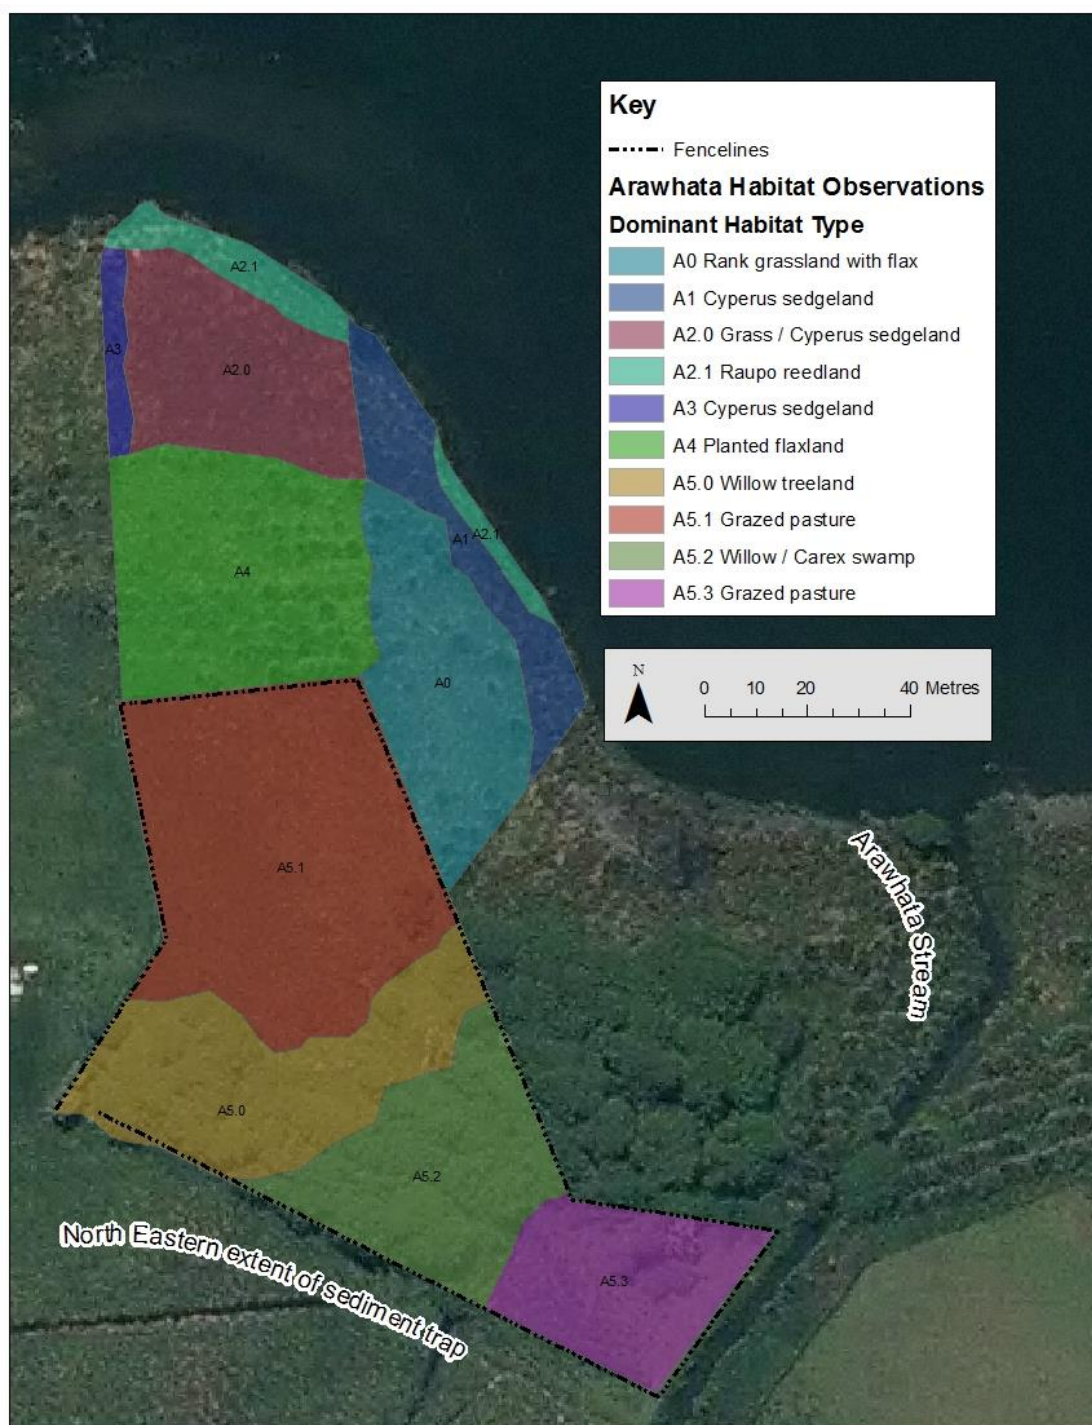 Key
Fencelines
Arawhata Habitat Observations
Dominant Habitat Type
A0 Rank grassland with flax
A1 Cyperus sedgeland
A2.0 Grass / Cyperus sedgeland
A2.1 Raupo reedland
A3 Cyperus sedgeland
A4 Planted flaxland
A5.0 Willow treeland
A5.1 Grazed pasture
A5.2 Willow / Carex swamp
A5.3 Grazed pasture
N
0 10 20 40 Metres
A2.1
A3
A2.0
A1
A2.1
A4
A0
A5.1
Arawhata Stream
A5.0
A5.2
A5.3
North Eastern extent of sediment trap